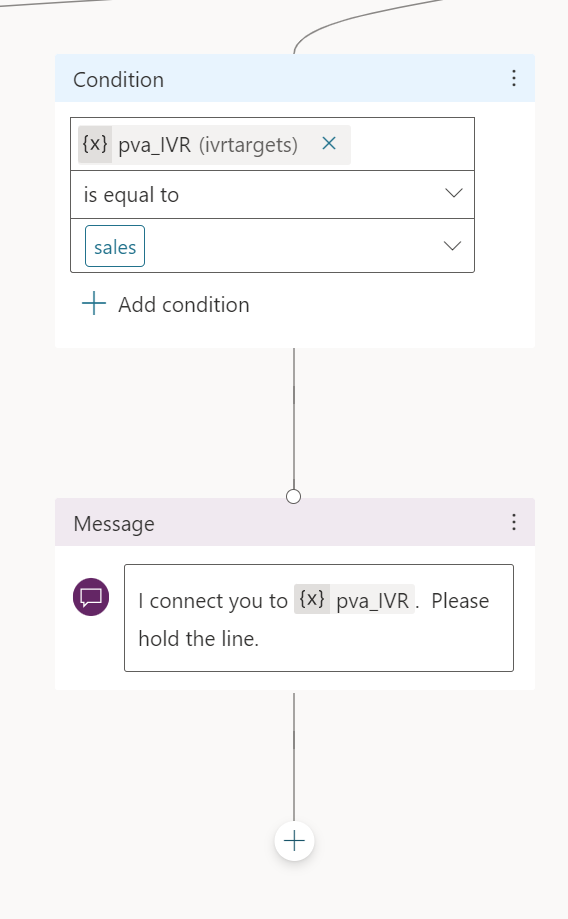 Condition
{x} pva_IVR (ivrtargets)
is equal to
sales
Add condition
Message
I connect you to {x} pva_IVR. Please
hold the line.